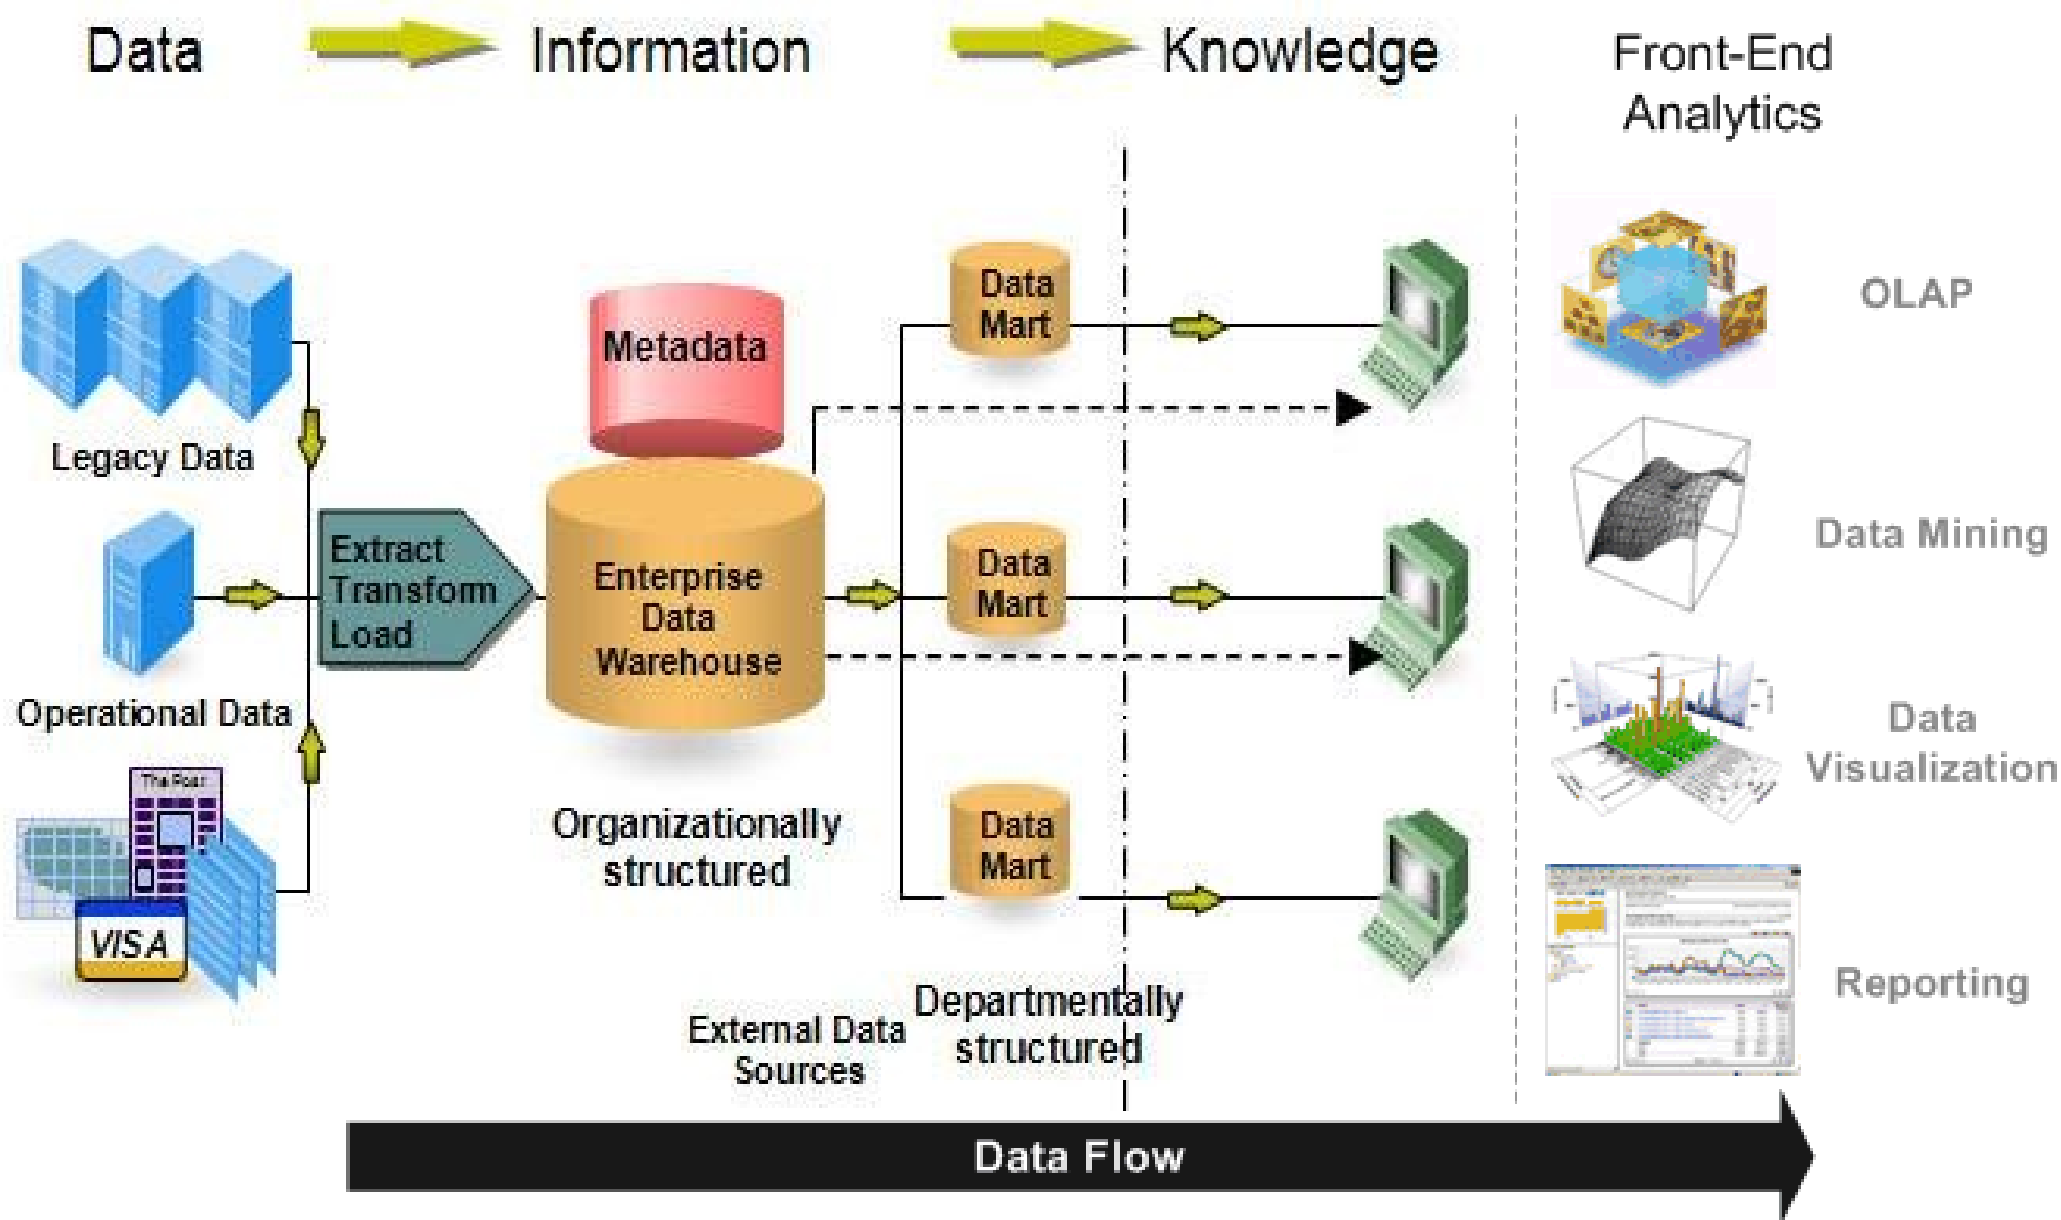 Data
Information
Knowledge
Front-End
Analytics
Legacy Data
Operational Data
The Post
VISA
Extract
Transform
Load
Metadata
Enterprise
Data
Warehouse
Organizationally
structured
External Data
Sources
Data
Mart
Data
Mart
Data
Mart
Departmentally
structured
OLAP
Data Mining
Data
Visualization
Reporting
Data Flow